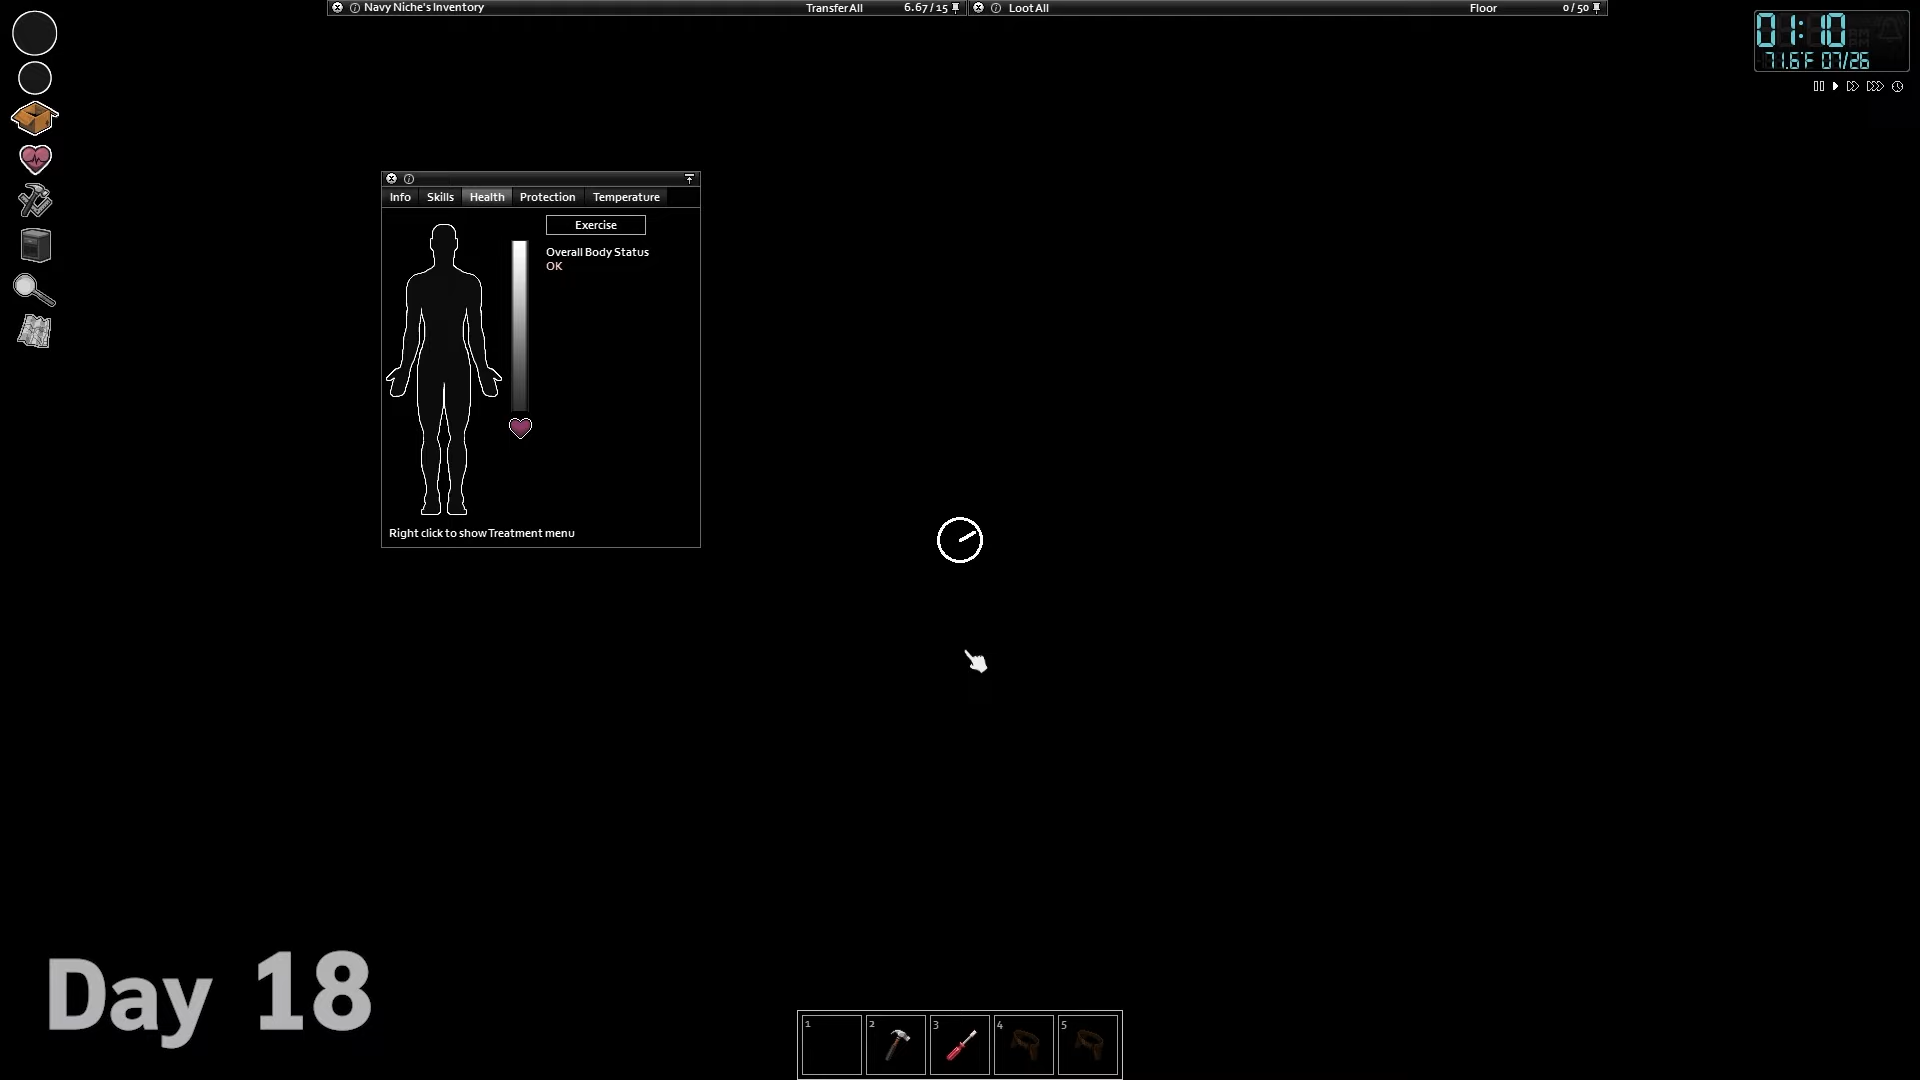 Navy Niche's Inventory Transfer All 6.67 / 15 Loot All Floor 0 / 50
01:10
71.6°F 07/26
Info Skills Health Protection Temperature
Exercise
Overall Body Status
OK
Right click to show Treatment menu
Day 18
1 2 3 4 5